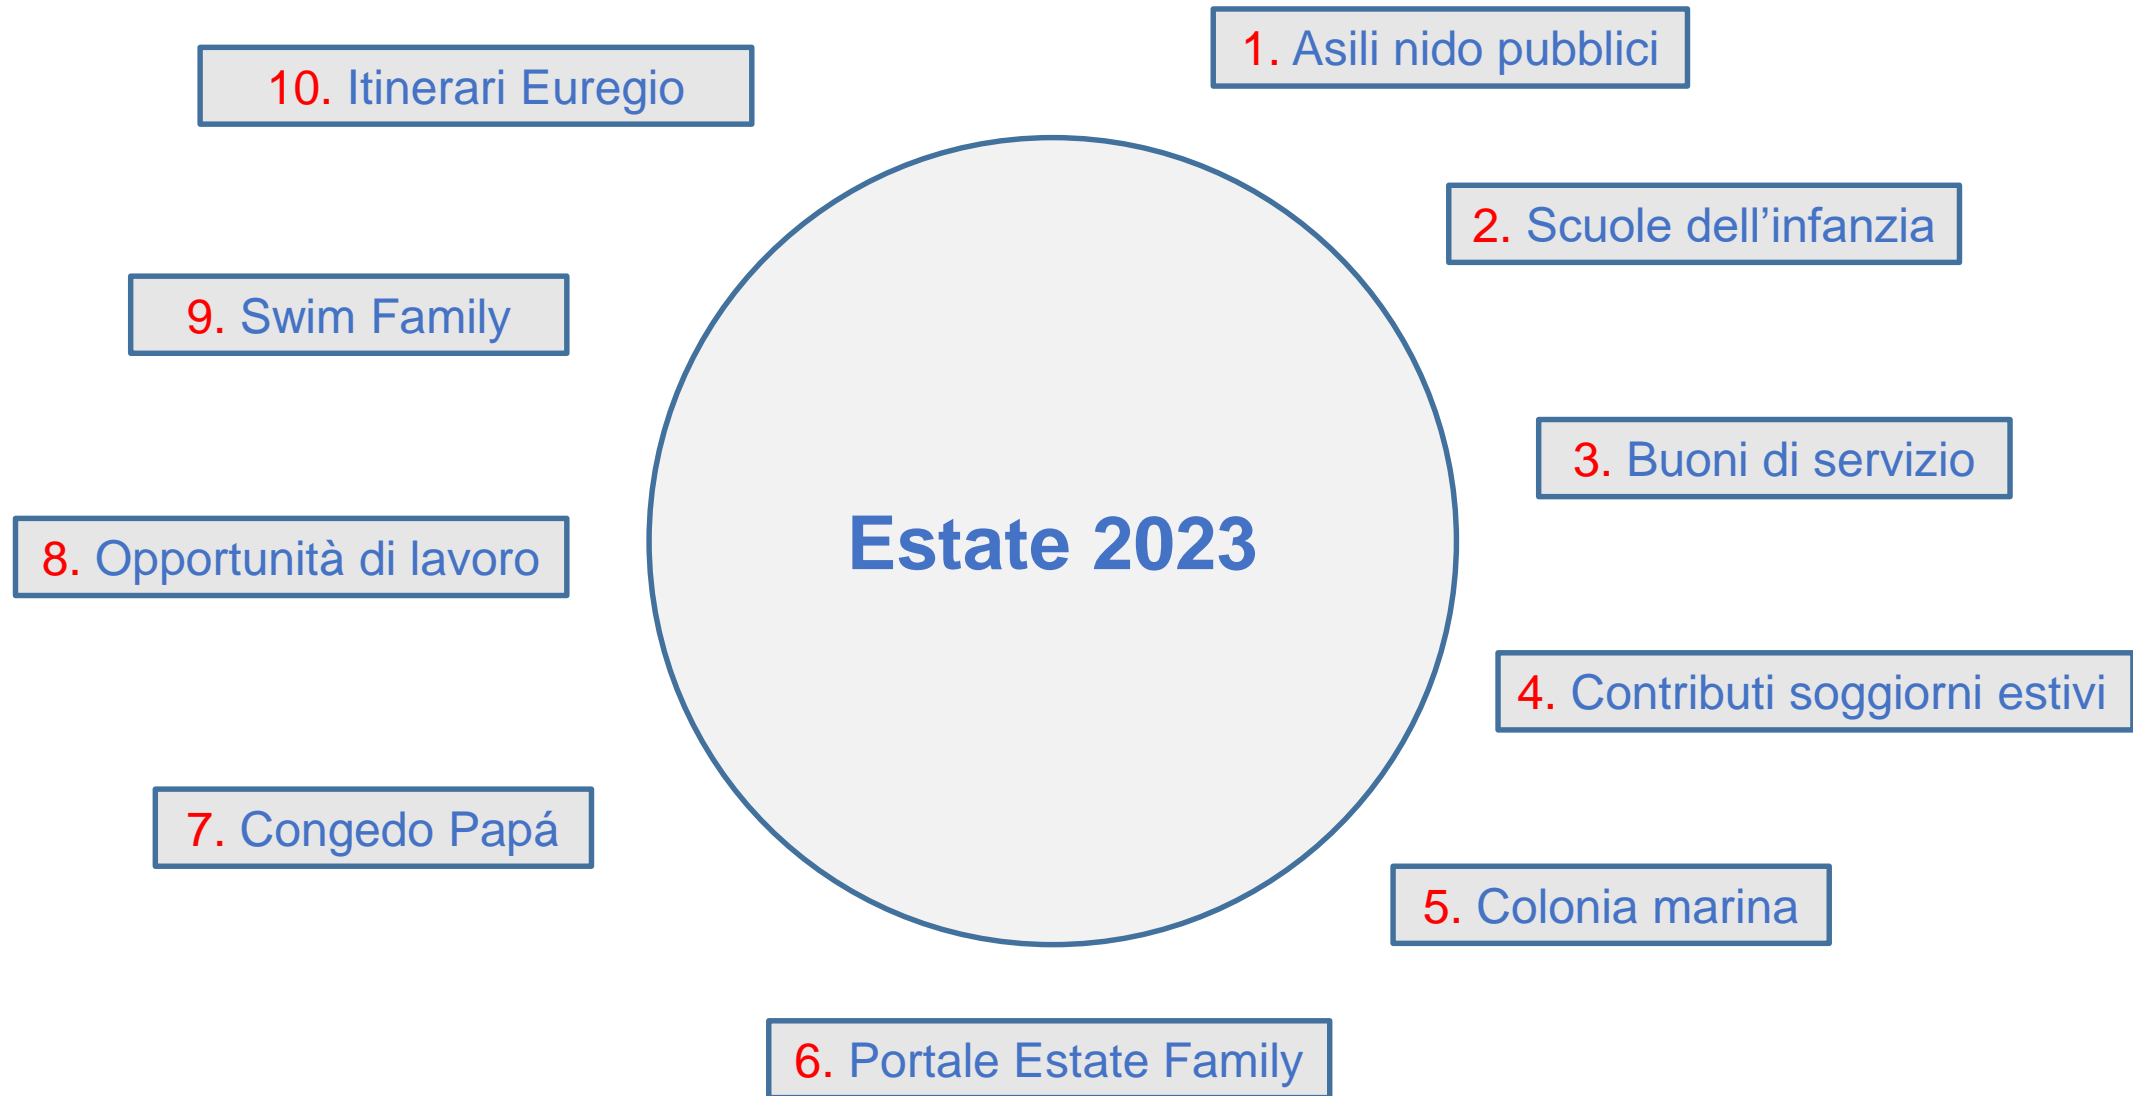 Estate 2023
1. Asili nido pubblici
2. Scuole dell’infanzia
3. Buoni di servizio
4. Contributi soggiorni estivi
5. Colonia marina
6. Portale Estate Family
7. Congedo Papá
8. Opportunità di lavoro
9. Swim Family
10. Itinerari Euregio